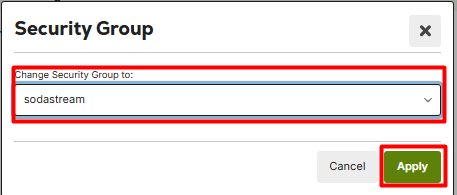 Security Group
Change Security Group to:
sodastream
Cancel
Apply